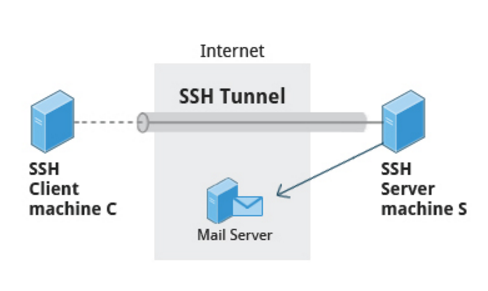 Internet
SSH Tunnel
SSH
Client
machine C
SSH
Server
machine S
Mail Server